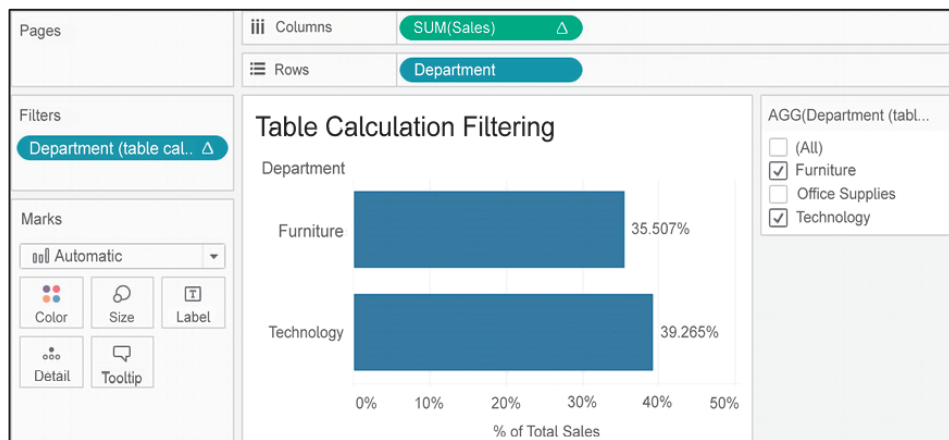 Pages
Columns
SUM(Sales) Δ
Rows
Department
Filters
Department (table cal.. Δ
Marks
Automatic
Color
Size
Label
Detail
Tooltip
Table Calculation Filtering
Department
Furniture
35.507%
Technology
39.265%
0% 10% 20% 30% 40% 50%
% of Total Sales
AGG(Department (tabl...
(All)
Furniture
Office Supplies
Technology